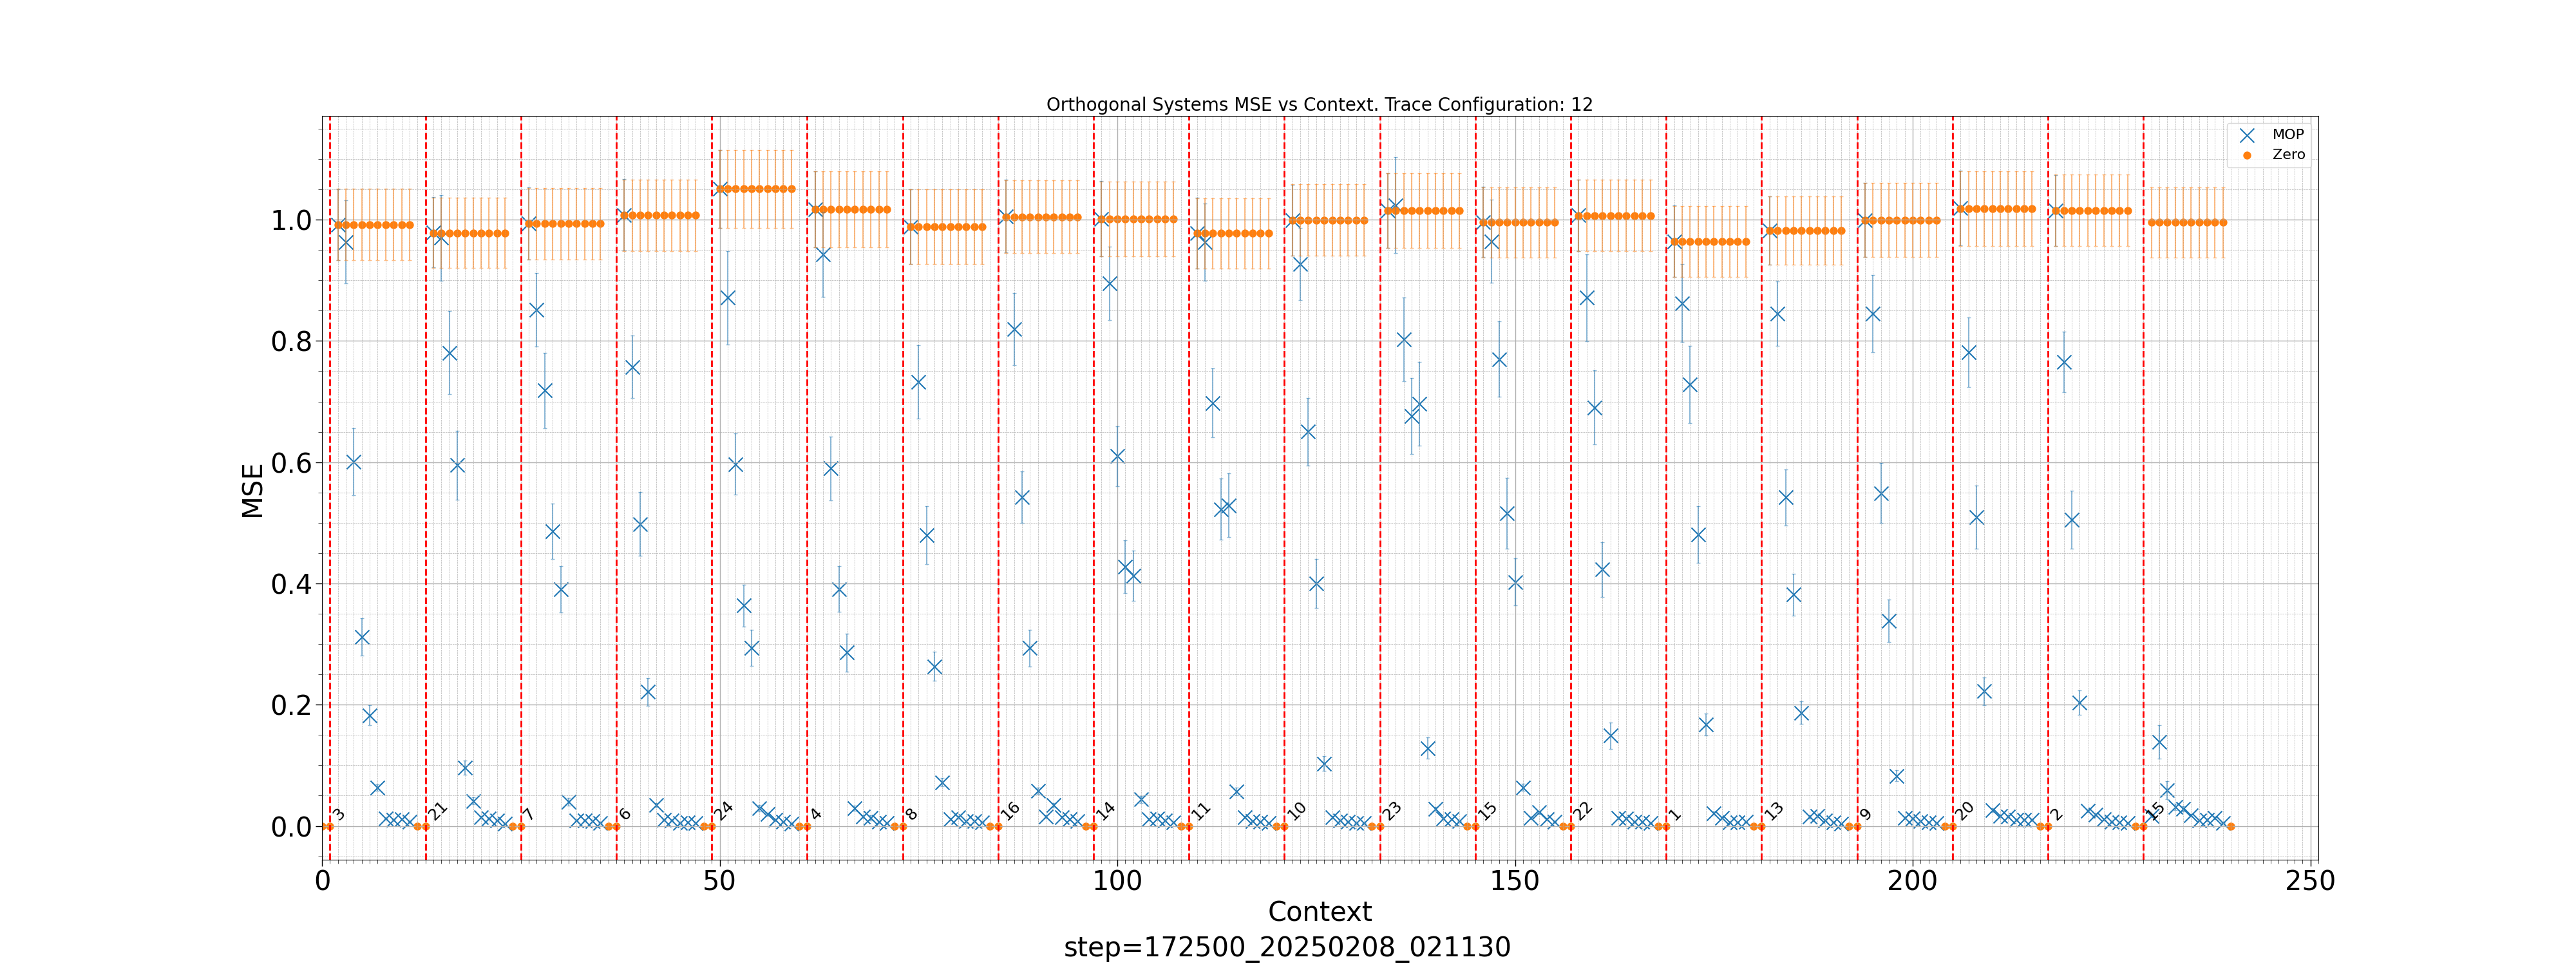 Orthogonal Systems MSE vs Context. Trace Configuration: 12
MOP
Zero
MSE
1.0
0.8
0.6
0.4
0.2
0.0
3 21 7 6 24 4 8 16 14 11 10 23 15 22 1 13 9 20 2 15
0 50 100 150 200 250
Context
step=172500_20250208_021130